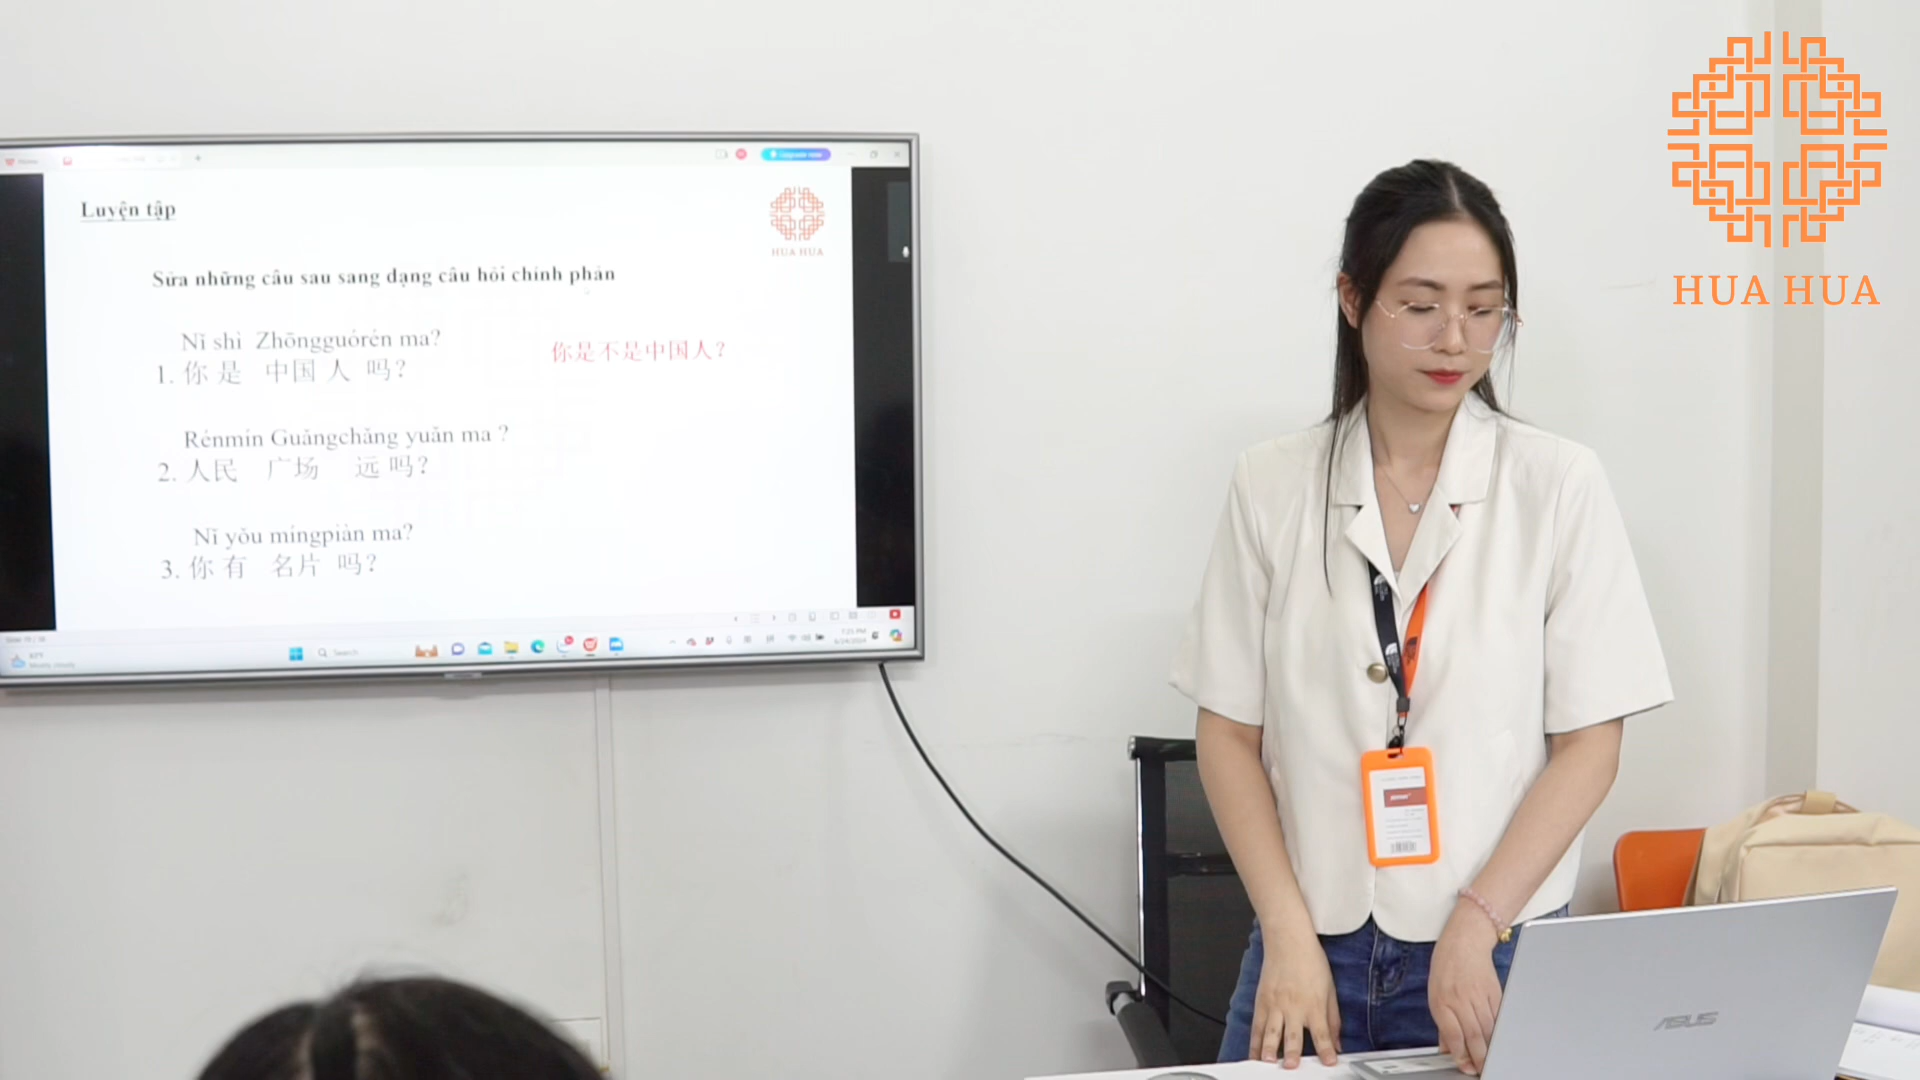 Luyện tập
HUA HUA
Sửa những câu sau sang dạng câu hỏi chính phản
Nǐ shì Zhōngguórén ma?
1. 你 是 中国 人 吗?
你是不是中国人?
Rénmín Guǎngchǎng yuǎn ma ?
2. 人民 广场 远 吗?
Nǐ yǒu míngpiàn ma?
3. 你 有 名片 吗?
Search
HUA HUA
ASUS